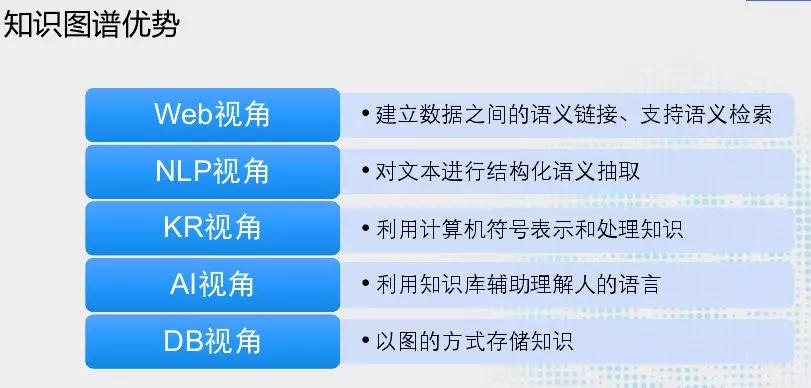 知识图谱优势
Web视角
•建立数据之间的语义链接、支持语义检索
NLP视角
•对文本进行结构化语义抽取
KR视角
•利用计算机符号表示和处理知识
AI视角
•利用知识库辅助理解人的语言
DB视角
•以图的方式存储知识